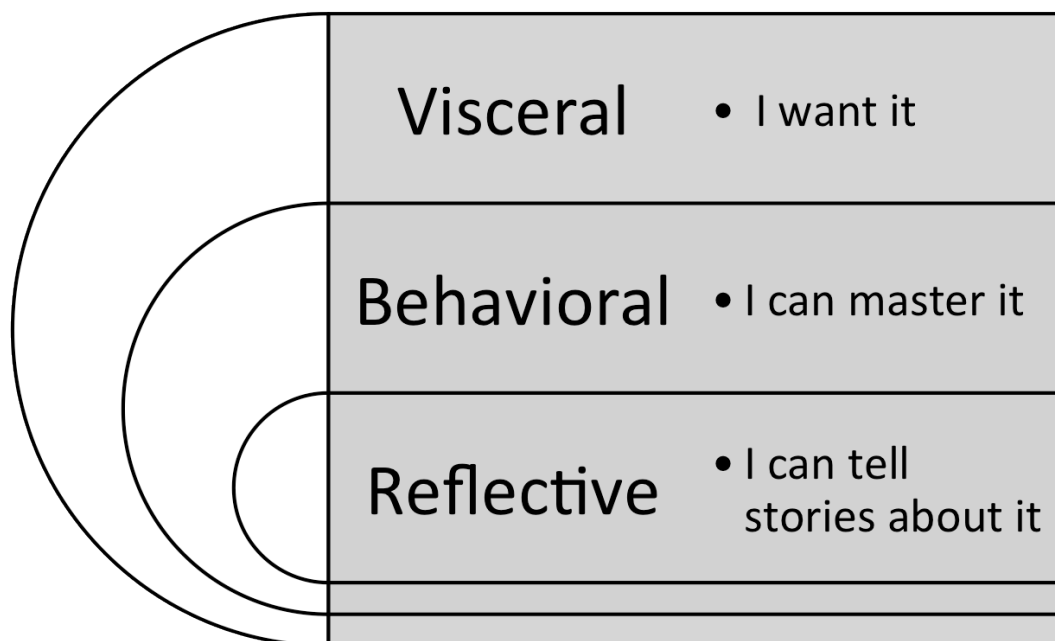 Visceral
• I want it
Behavioral
• I can master it
Reflective
• I can tell
stories about it